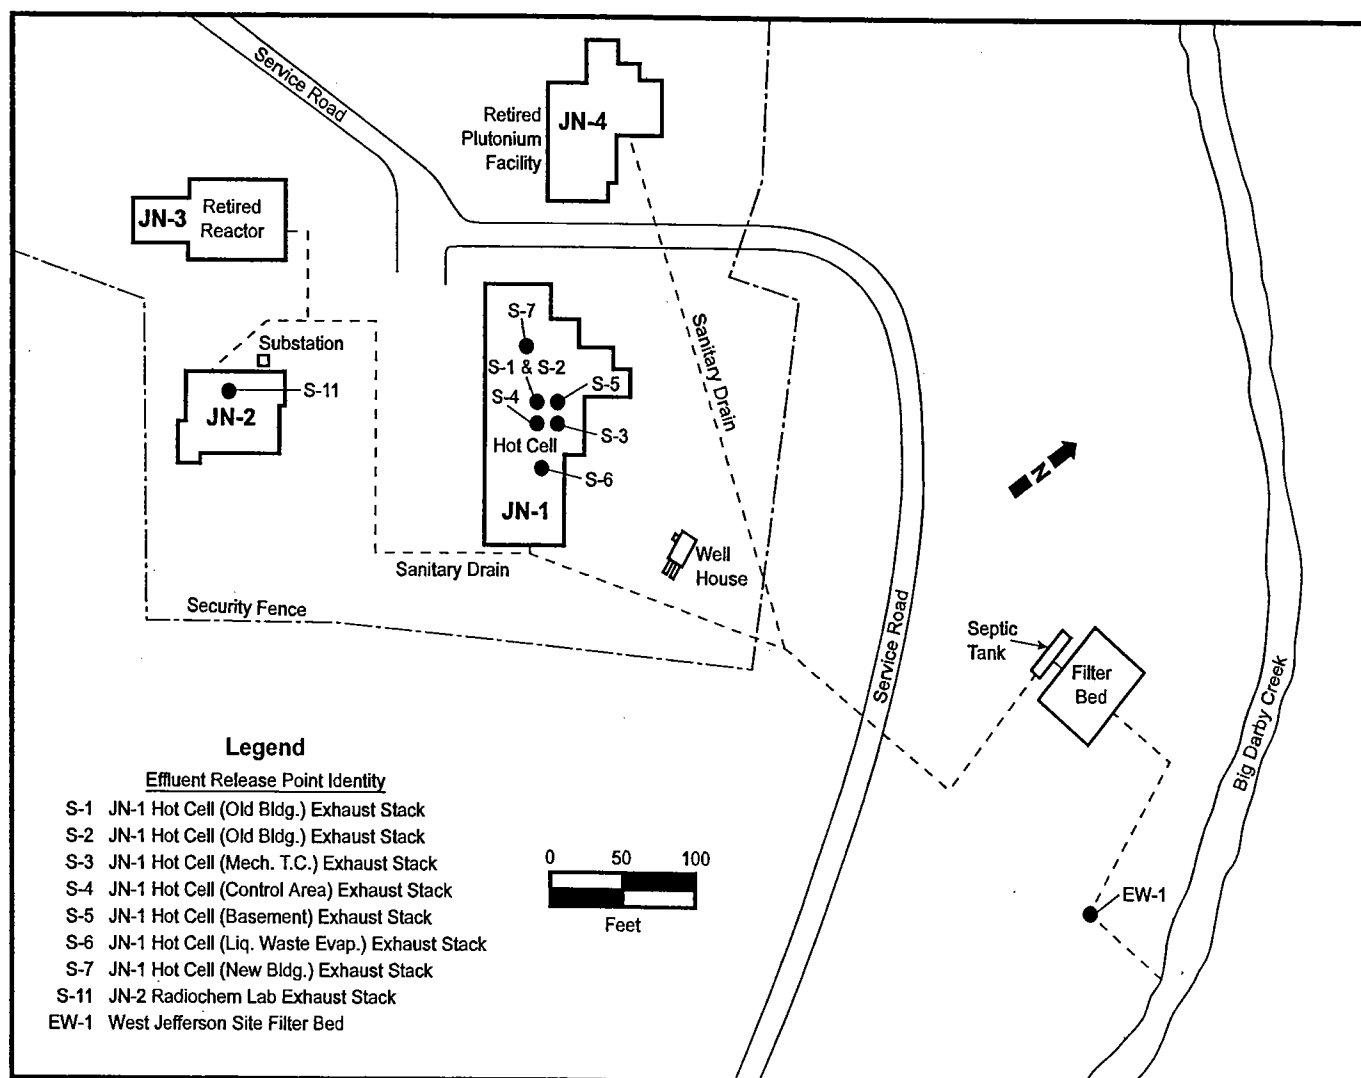 Service Road
Retired
Plutonium
Facility
JN-4
JN-3
Retired
Reactor
Substation
S-11
JN-2
S-7
S-1 & S-2
S-5
S-4
S-3
Hot Cell
S-6
JN-1
Sanitary Drain
Sanitary Drain
Well
House
Security Fence
N
Service Road
Septic
Tank
Filter
Bed
Big Darby Creek
EW-1
Legend
Effluent Release Point Identity
S-1 JN-1 Hot Cell (Old Bldg.) Exhaust Stack
S-2 JN-1 Hot Cell (Old Bldg.) Exhaust Stack
S-3 JN-1 Hot Cell (Mech. T.C.) Exhaust Stack
S-4 JN-1 Hot Cell (Control Area) Exhaust Stack
S-5 JN-1 Hot Cell (Basement) Exhaust Stack
S-6 JN-1 Hot Cell (Liq. Waste Evap.) Exhaust Stack
S-7 JN-1 Hot Cell (New Bldg.) Exhaust Stack
S-11 JN-2 Radiochem Lab Exhaust Stack
EW-1 West Jefferson Site Filter Bed
0 50 100
Feet